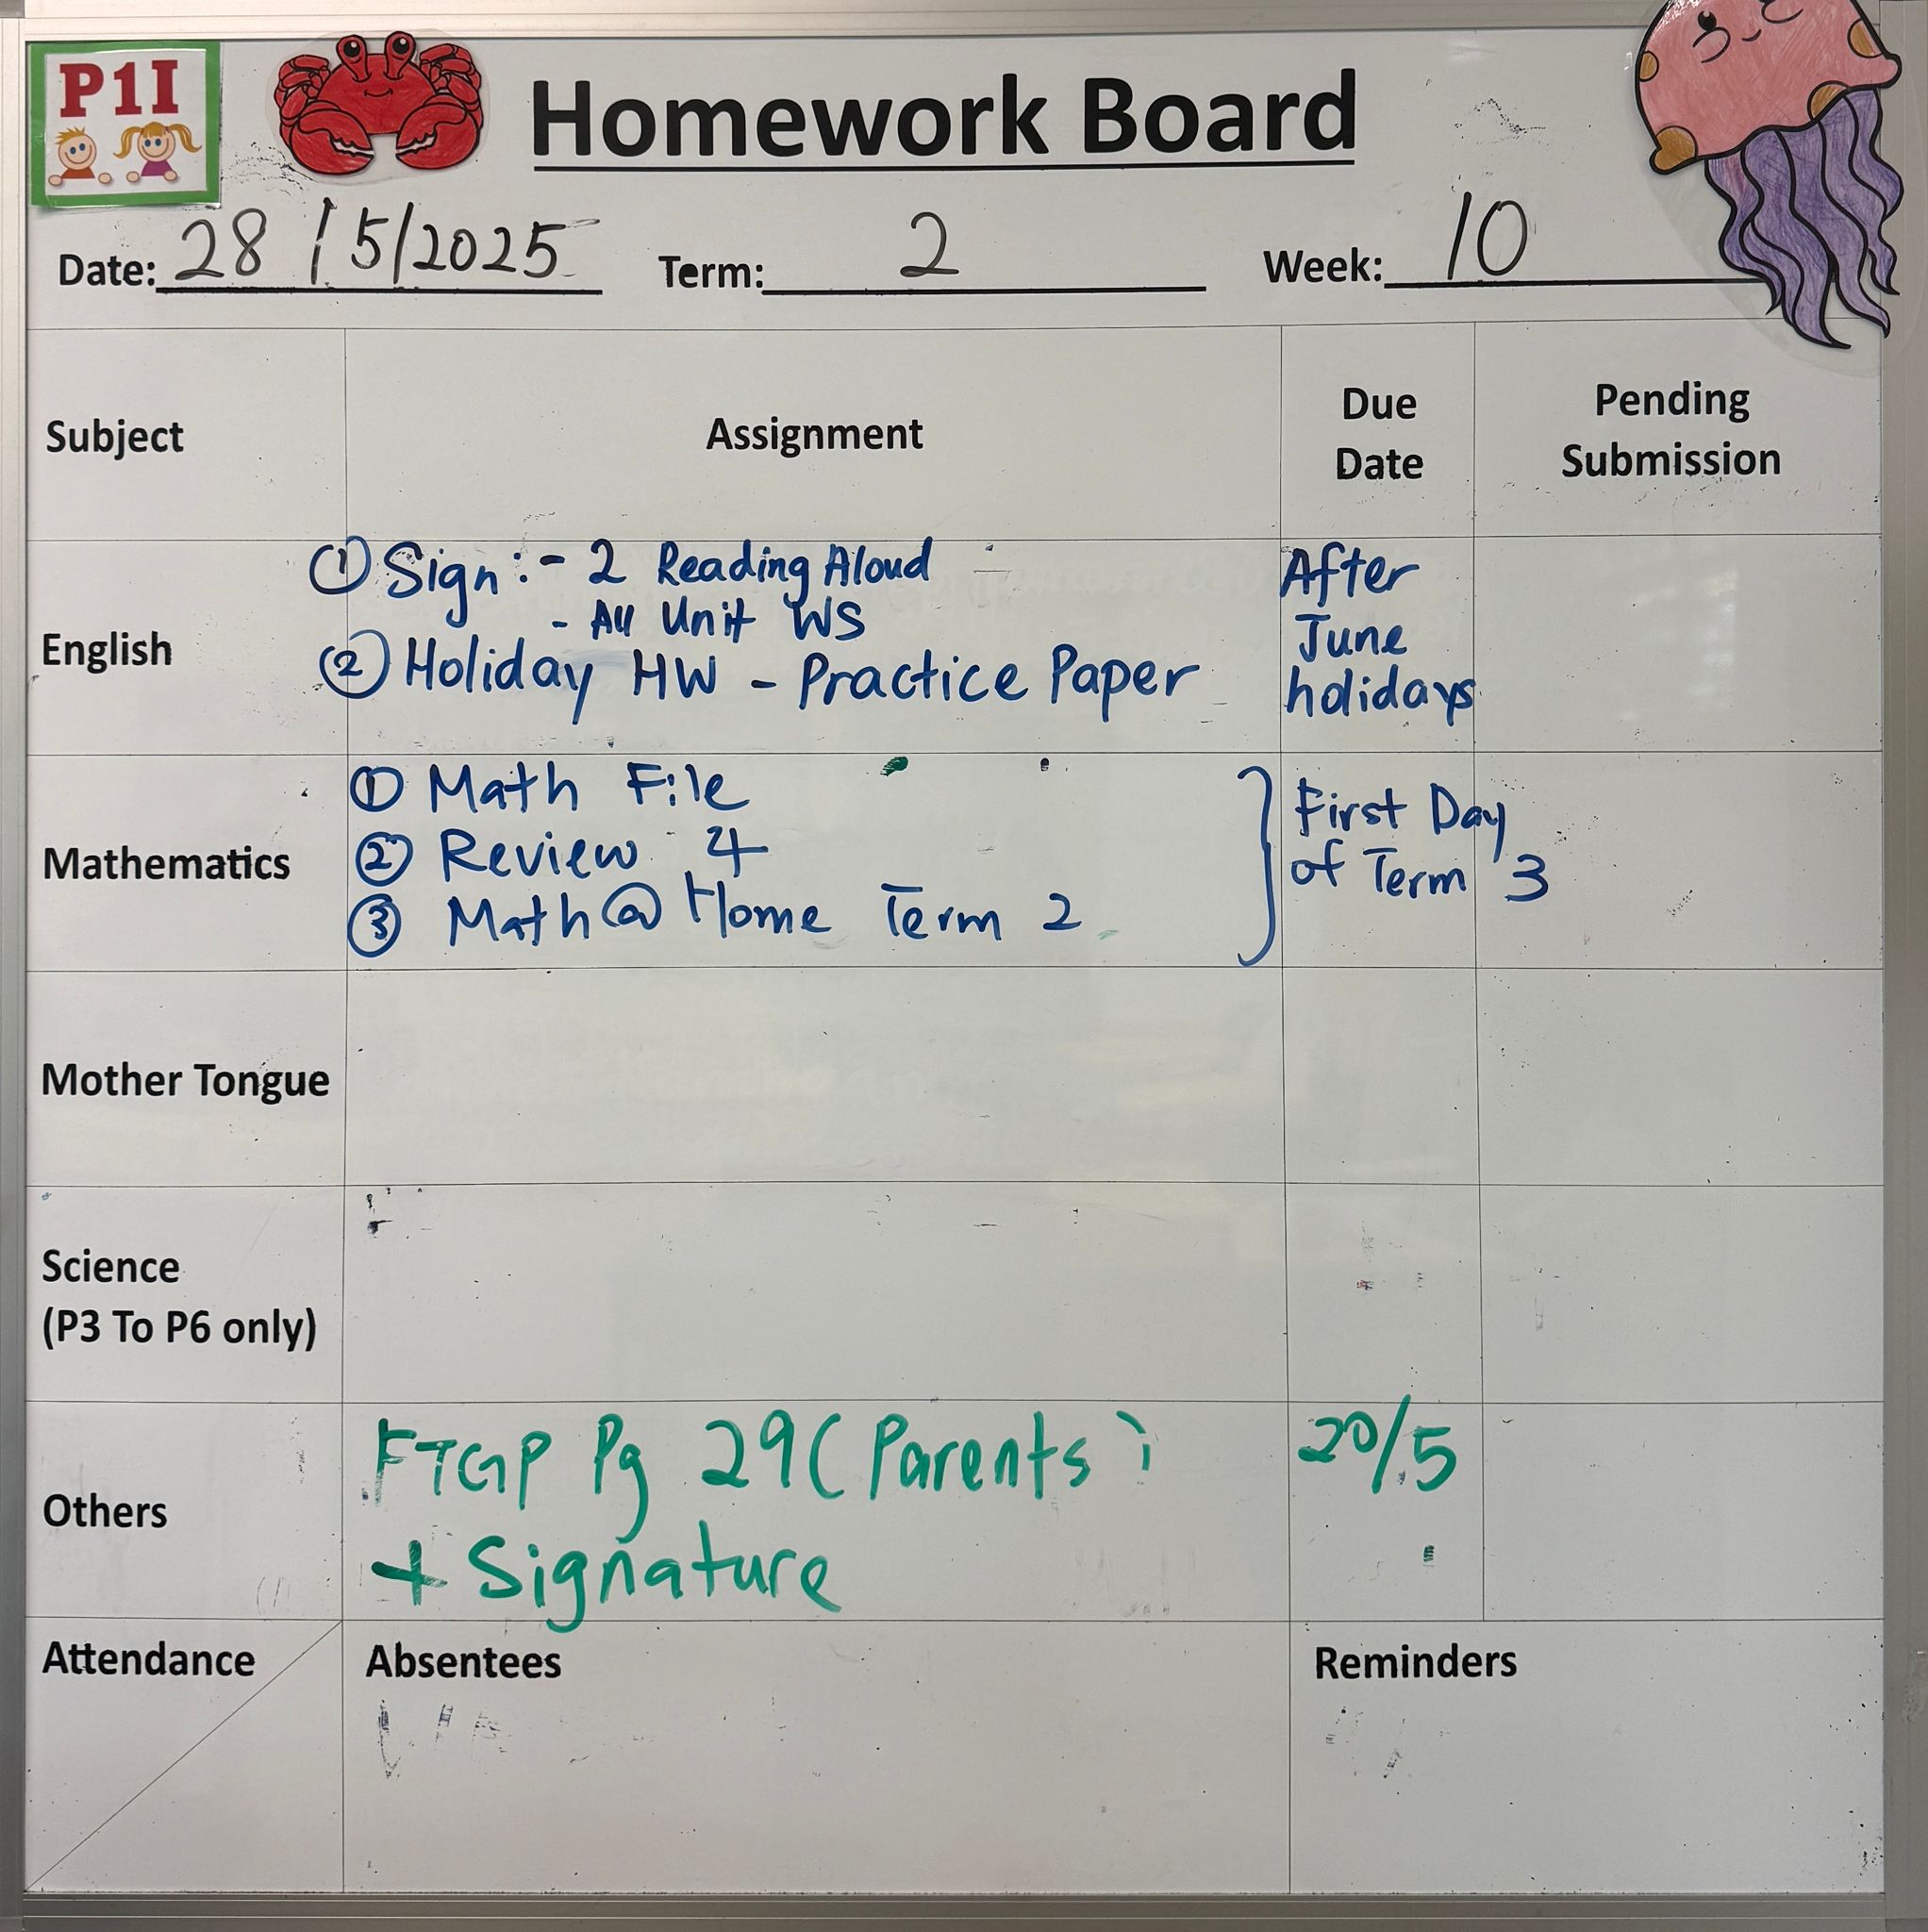 P1I
Homework Board
Date: 28/5/2025 Term: 2 Week: 10
Subject Assignment Due Date Pending Submission
English
① Sign:- 2 Reading Aloud
- All Unit WS
② Holiday HW - Practice Paper
After
June
holidays
Mathematics
① Math File
② Review 4
③ Math@Home Term 2
First Day
of Term 3
Mother Tongue
Science
(P3 To P6 only)
Others
FTGP Pg 29 (Parents)
+ Signature
20/5
Attendance Absentees Reminders